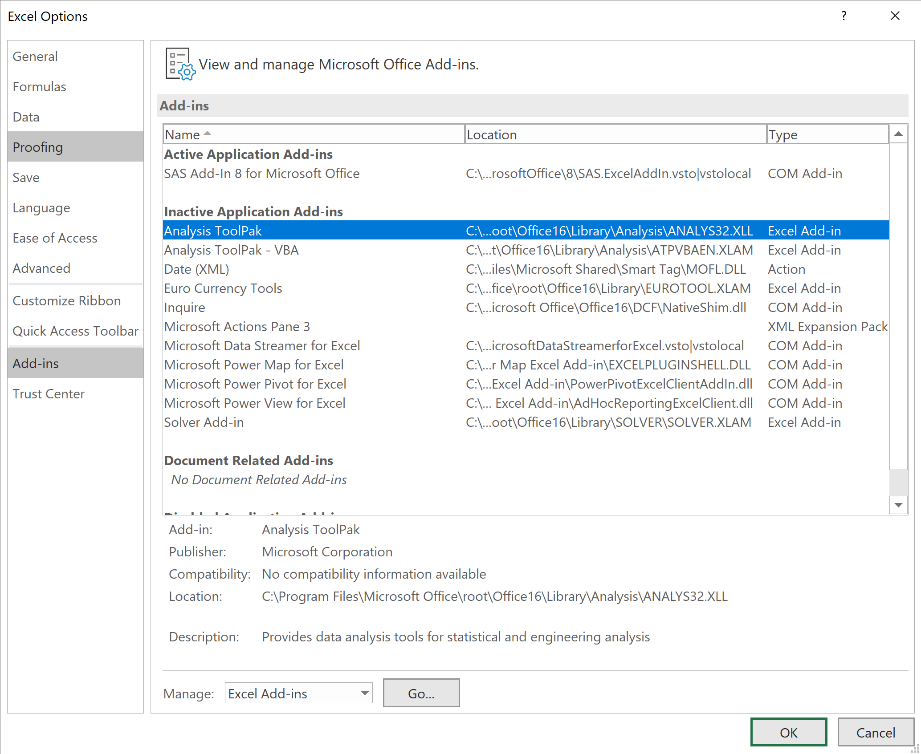 Excel Options
?
General
Formulas
Data
Proofing
Save
Language
Ease of Access
Advanced
Customize Ribbon
Quick Access Toolbar
Add-ins
Trust Center
View and manage Microsoft Office Add-ins.
Add-ins
Name Location Type
Active Application Add-ins
SAS Add-In 8 for Microsoft Office C:\...rosoftOffice\8\SAS.ExcelAddIn.vsto|vstolocal COM Add-in
Inactive Application Add-ins
Analysis ToolPak C:\...oot\Office16\Library\Analysis\ANALYS32.XLL Excel Add-in
Analysis ToolPak - VBA C:\...t\Office16\Library\Analysis\ATPVBAEN.XLAM Excel Add-in
Date (XML) C:\...iles\Microsoft Shared\Smart Tag\MOFL.DLL Action
Euro Currency Tools C:\...fice\root\Office16\Library\EUROTOOL.XLAM Excel Add-in
Inquire C:\...icrosoft Office\Office16\DCF\NativeShim.dll COM Add-in
Microsoft Actions Pane 3 XML Expansion Pack
Microsoft Data Streamer for Excel C:\...icrosoftDataStreamerforExcel.vsto|vstolocal COM Add-in
Microsoft Power Map for Excel C:\...r Map Excel Add-in\EXCELPLUGINSHELL.DLL COM Add-in
Microsoft Power Pivot for Excel C:\...Excel Add-in\PowerPivotExcelClientAddIn.dll COM Add-in
Microsoft Power View for Excel C:\... Excel Add-in\AdHocReportingExcelClient.dll COM Add-in
Solver Add-in C:\...oot\Office16\Library\SOLVER\SOLVER.XLAM Excel Add-in
Document Related Add-ins
No Document Related Add-ins
Add-in: Analysis ToolPak
Publisher: Microsoft Corporation
Compatibility: No compatibility information available
Location: C:\Program Files\Microsoft Office\root\Office16\Library\Analysis\ANALYS32.XLL
Description: Provides data analysis tools for statistical and engineering analysis
Manage: Excel Add-ins Go...
OK Cancel